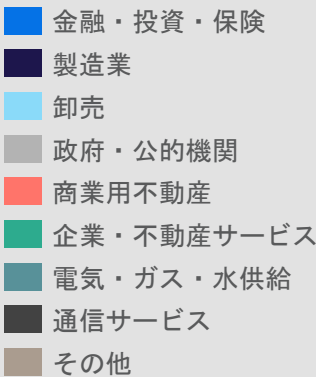 金融・投資・保険
製造業
卸売
政府・公的機関
商業用不動産
企業・不動産サービス
電気・ガス・水供給
通信サービス
その他